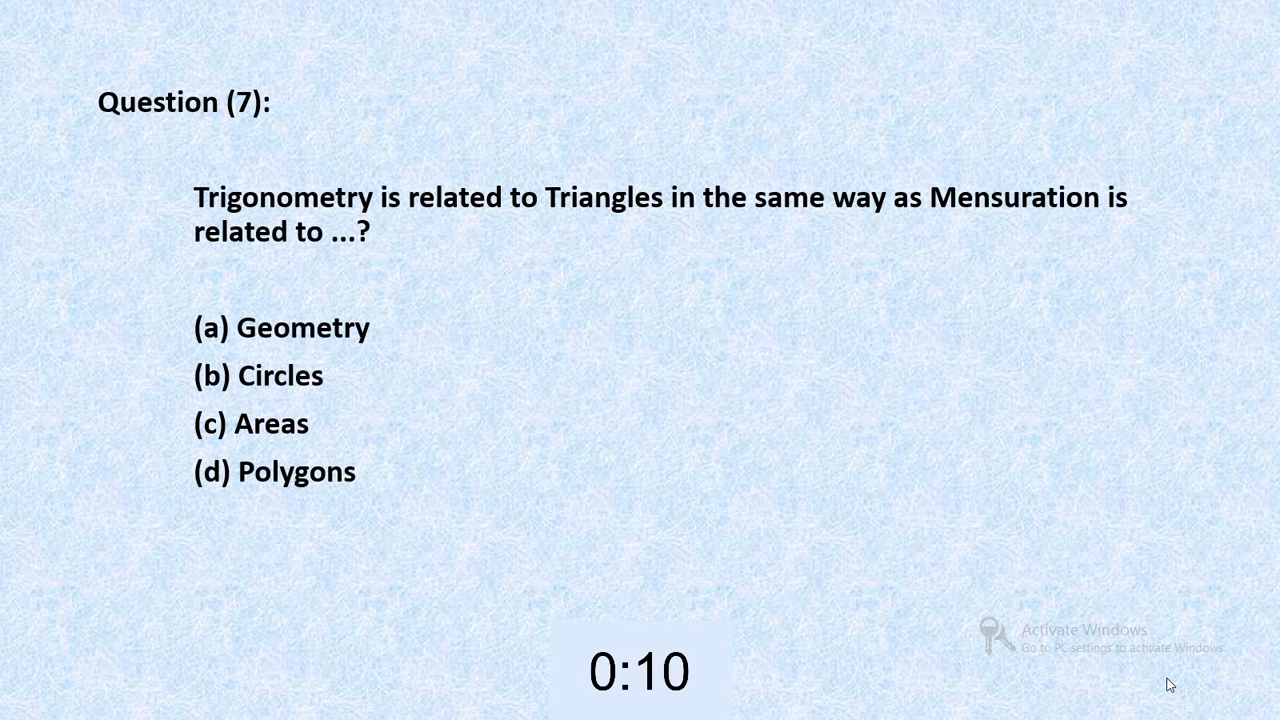 Question (7):
Trigonometry is related to Triangles in the same way as Mensuration is
related to ...?
(a) Geometry
(b) Circles
(c) Areas
(d) Polygons
Activate Windows
Go to PC settings to activate Windows.
0:10